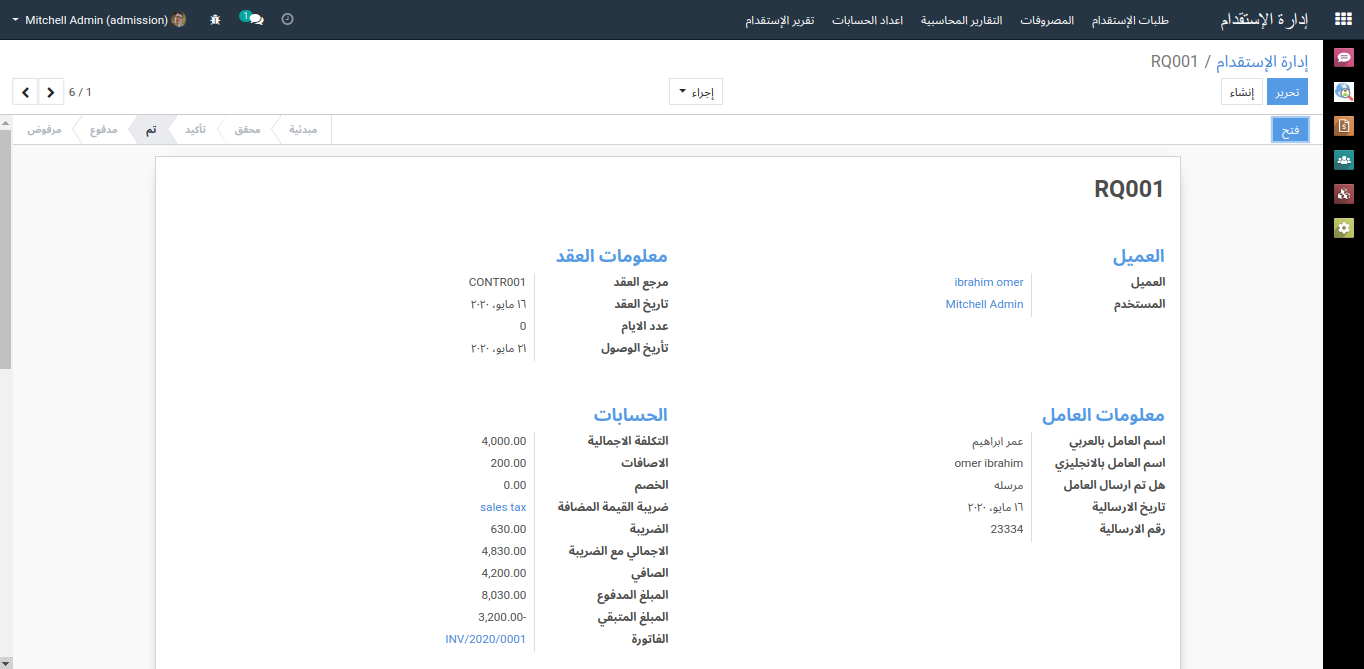 إدارة الإستقدام طلبات الإستقدام المصروفات التقارير المحاسبية اعداد الحسابات تقرير الإستقدام 1 Mitchell Admin (admission)
إدارة الإستقدام / RQ001
تحرير إنشاء إجراء 6 / 1
فتح مبدئية محقق تأكيد تم مدفوع مرفوض
RQ001
العميل
العميل ibrahim omer
المستخدم Mitchell Admin
معلومات العقد
مرجع العقد CONTR001
تاريخ العقد ١٦ مايو، ٢٠٢٠
عدد الايام 0
تأريخ الوصول ٢١ مايو، ٢٠٢٠
معلومات العامل
اسم العامل بالعربي عمر ابراهيم
اسم العامل بالانجليزي omer ibrahim
هل تم ارسال العامل مرسله
تاريخ الارسالية ١٦ مايو، ٢٠٢٠
رقم الارسالية 23334
الحسابات
التكلفة الاجمالية 4,000.00
الاصافات 200.00
الخصم 0.00
ضريبة القيمة المضافة sales tax
الضريبة 630.00
الاجمالي مع الضريبة 4,830.00
الصافي 4,200.00
المبلغ المدفوع 8,030.00
المبلغ المتبقي 3,200.00-
الفاتورة INV/2020/0001